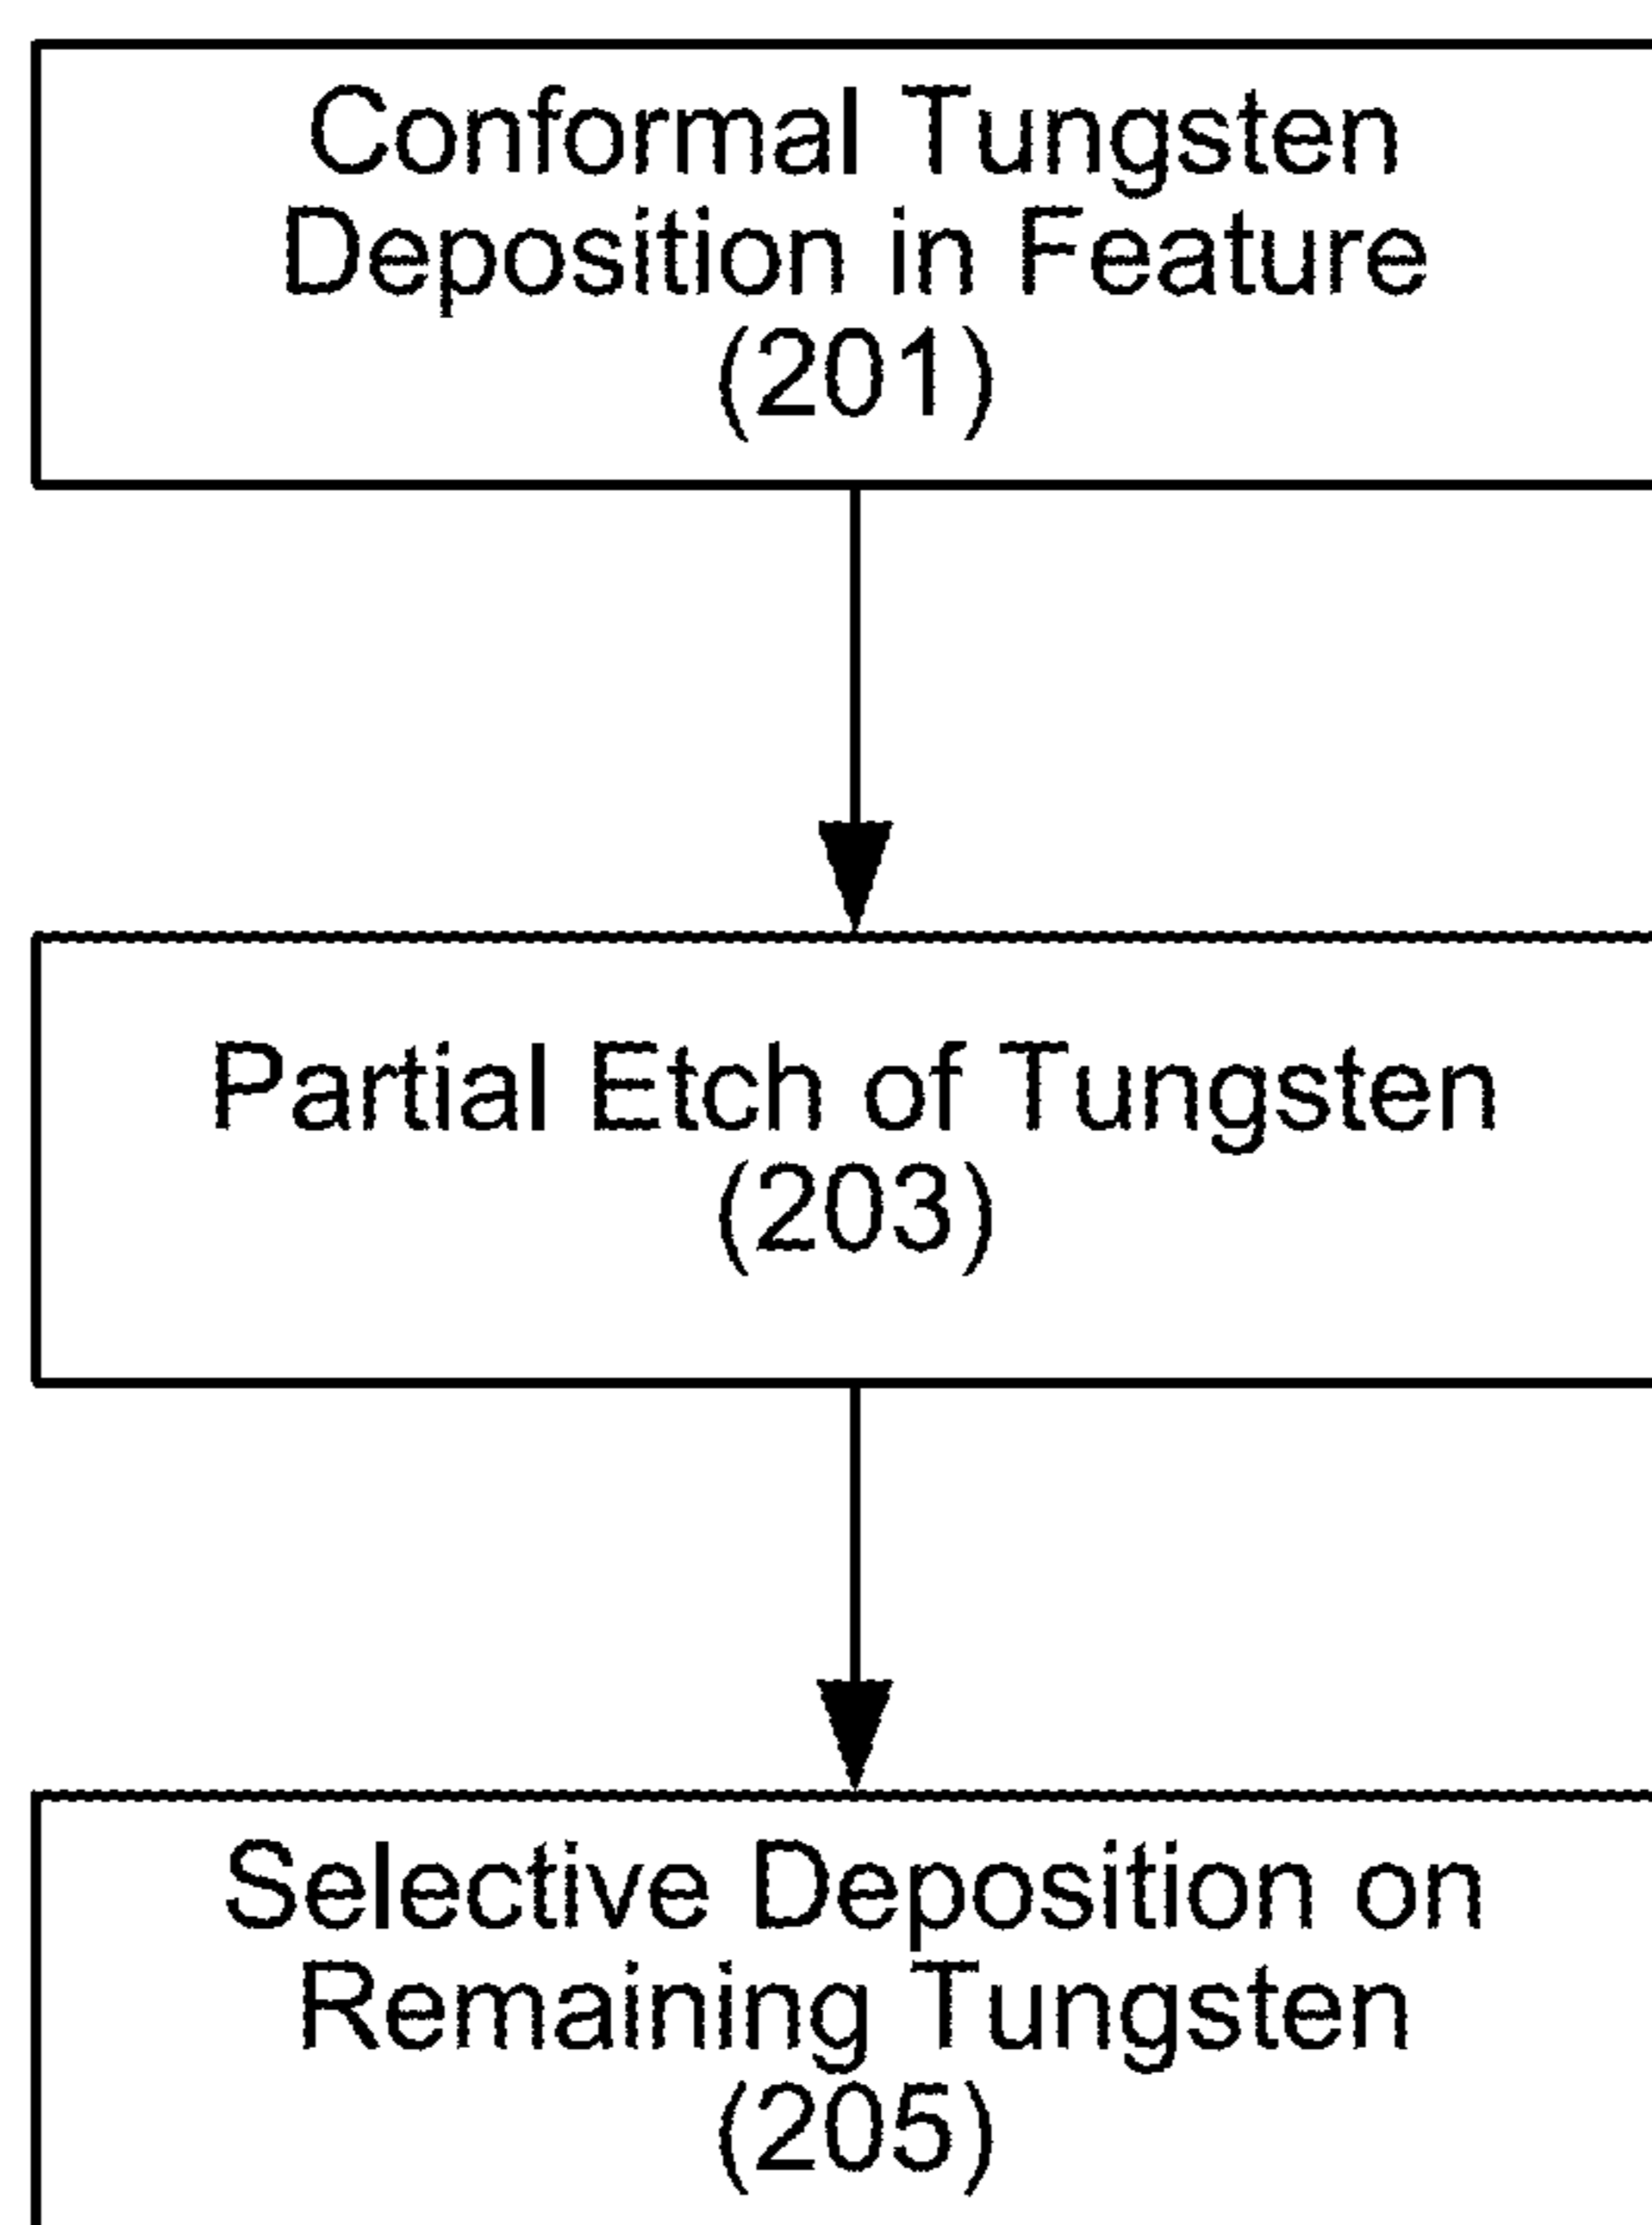 Conformal Tungsten
Deposition in Feature
(201)
Partial Etch of Tungsten
(203)
Selective Deposition on
Remaining Tungsten
(205)